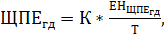 ЩПЕгд = К * ЕНЩПЕгд / Т,